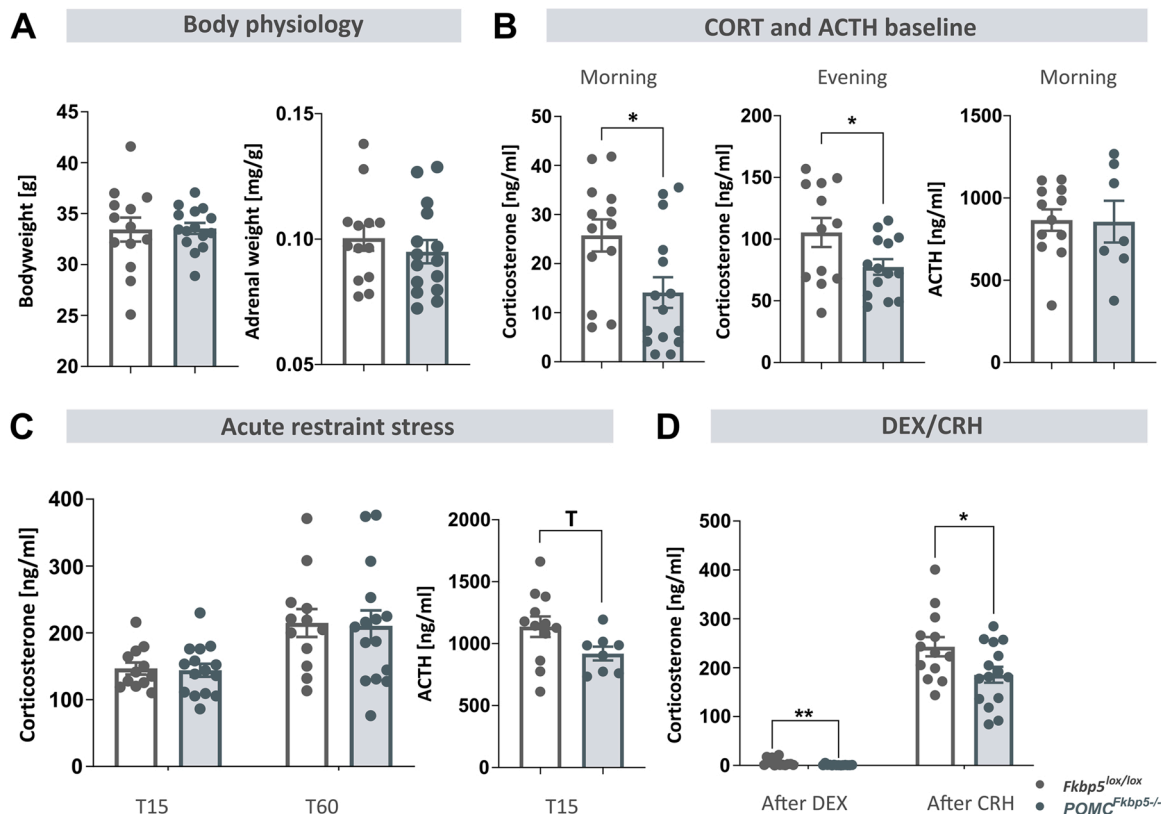 A
Body physiology
B
CORT and ACTH baseline
Morning
Evening
Morning
Bodyweight [g]
45
40
35
30
25
20
Adrenal weight [mg/g]
0.15
0.10
0.05
Corticosterone [ng/ml]
50
40
30
20
10
0
*
Corticosterone [ng/ml]
200
150
100
50
0
*
ACTH [ng/ml]
1500
1000
500
0
C
Acute restraint stress
D
DEX/CRH
Corticosterone [ng/ml]
400
300
200
100
0
T15
T60
ACTH [ng/ml]
2000
1500
1000
500
0
T
T15
Corticosterone [ng/ml]
500
400
300
200
100
0
**
*
After DEX
After CRH
Fkbp5lox/lox
POMCFkbp5-/-